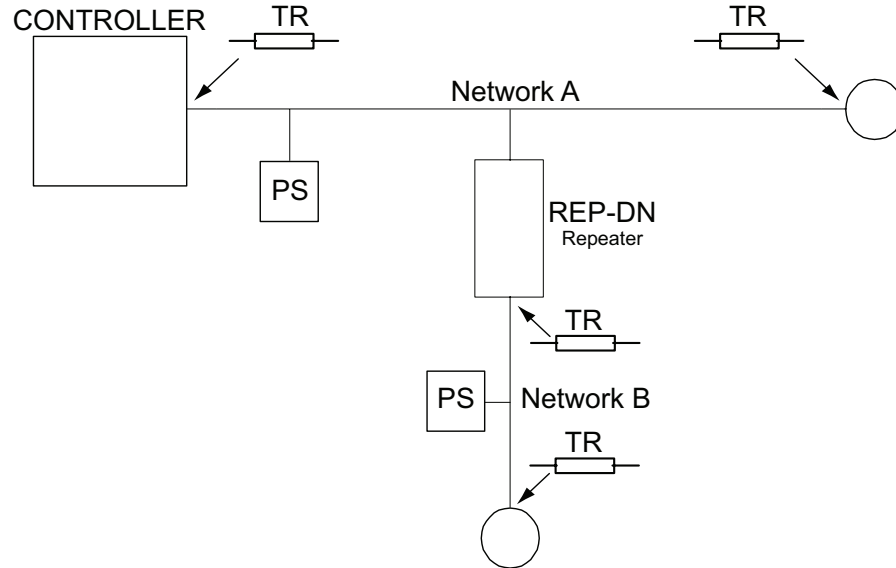 CONTROLLER
TR
TR
Network A
PS
REP-DN
Repeater
TR
PS
Network B
TR